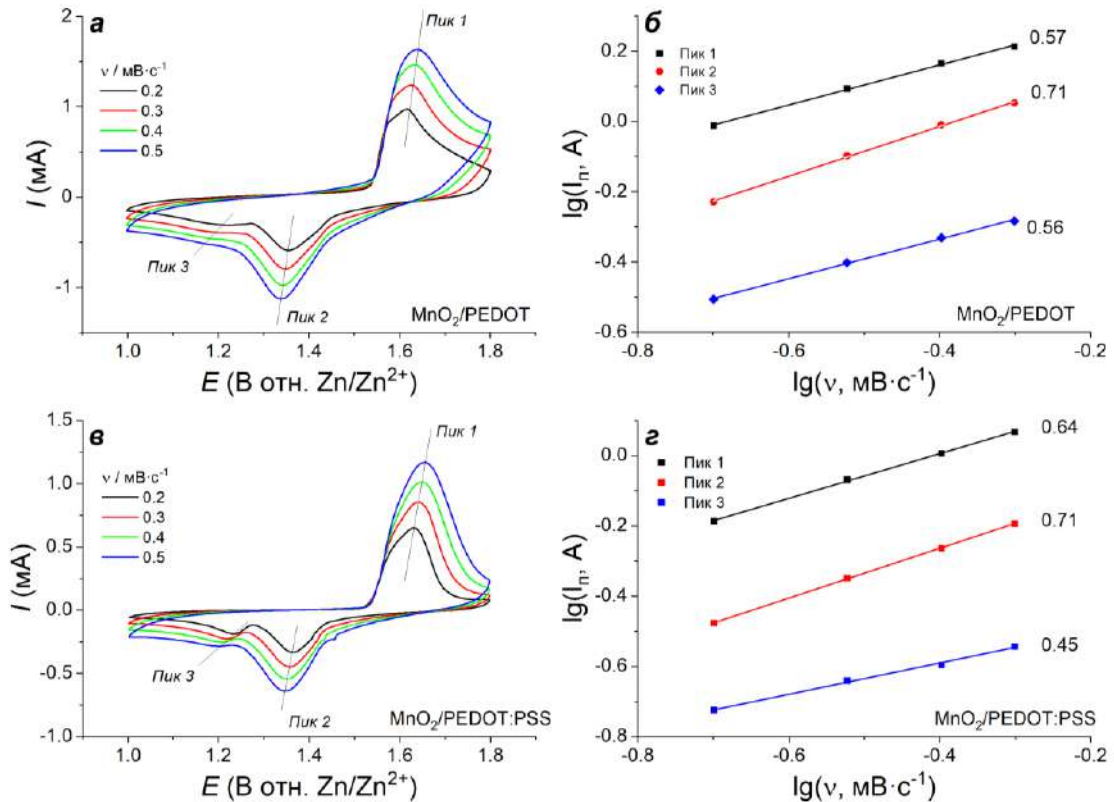 а
Пик 1
ν / мВ·с⁻¹
0.2
0.3
0.4
0.5
Пик 3
Пик 2
MnO₂/PEDOT
2
1
0
-1
I (мА)
1.0
1.2
1.4
1.6
1.8
E (В отн. Zn/Zn²⁺)
б
Пик 1
Пик 2
Пик 3
0.57
0.71
0.56
MnO₂/PEDOT
0.2
0.0
-0.2
-0.4
-0.6
lg(Iₙ, A)
-0.8
-0.6
-0.4
-0.2
lg(ν, мВ·с⁻¹)
в
Пик 1
ν / мВ·с⁻¹
0.2
0.3
0.4
0.5
Пик 3
Пик 2
MnO₂/PEDOT:PSS
1.5
1.0
0.5
0.0
-0.5
-1.0
I (мА)
1.0
1.2
1.4
1.6
1.8
E (В отн. Zn/Zn²⁺)
г
Пик 1
Пик 2
Пик 3
0.64
0.71
0.45
MnO₂/PEDOT:PSS
0.0
-0.2
-0.4
-0.6
-0.8
lg(Iₙ, A)
-0.8
-0.6
-0.4
-0.2
lg(ν, мВ·с⁻¹)